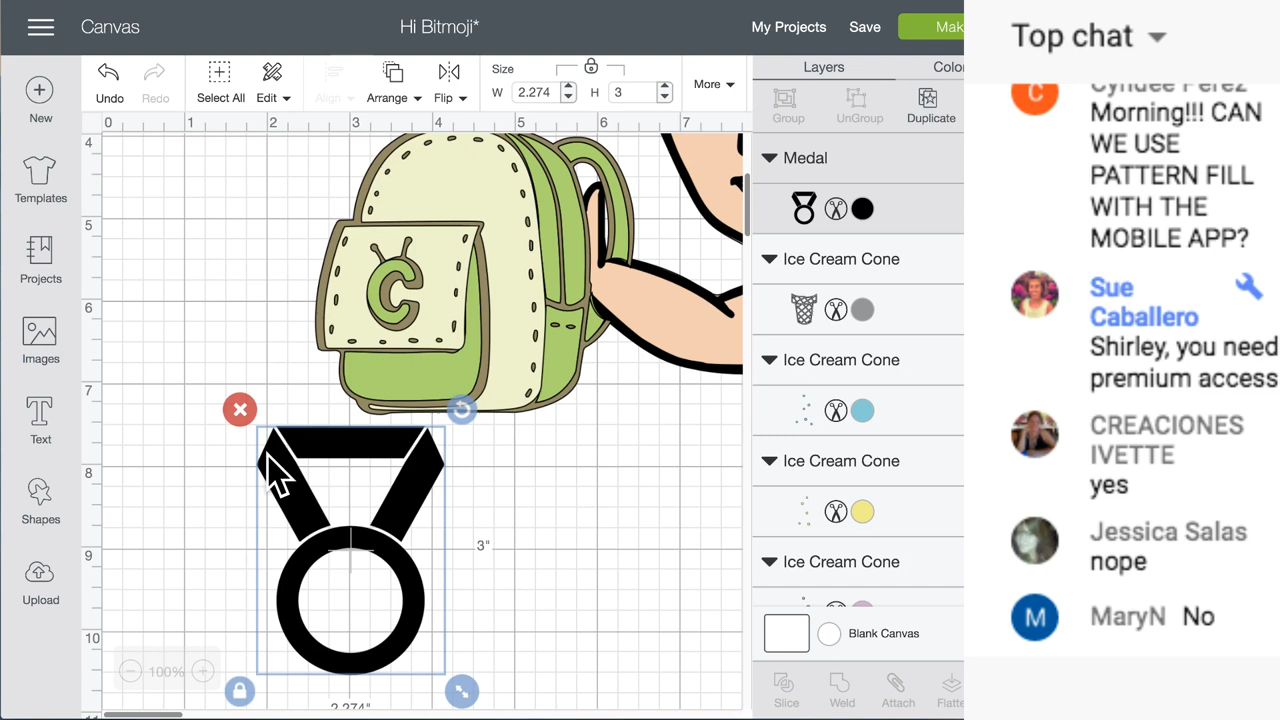 Canvas
Hi Bitmoji*
My Projects
Save
Mak
Undo
Redo
Select All
Edit
Align
Arrange
Flip
Size
W 2.274
H 3
More
New
Templates
Projects
Images
Text
Shapes
Upload
0 1 2 3 4 5 6 7
4
5
6
7
8
9
10
C
3"
2.274"
100%
Layers
Color
Group
UnGroup
Duplicate
Medal
Ice Cream Cone
Ice Cream Cone
Ice Cream Cone
Ice Cream Cone
Blank Canvas
Slice
Weld
Attach
Flatte
Top chat
C
Cyndee Perez
Morning!!! CAN
WE USE
PATTERN FILL
WITH THE
MOBILE APP?
Sue
Caballero
Shirley, you need
premium access
CREACIONES
IVETTE
yes
Jessica Salas
nope
M
MaryN No